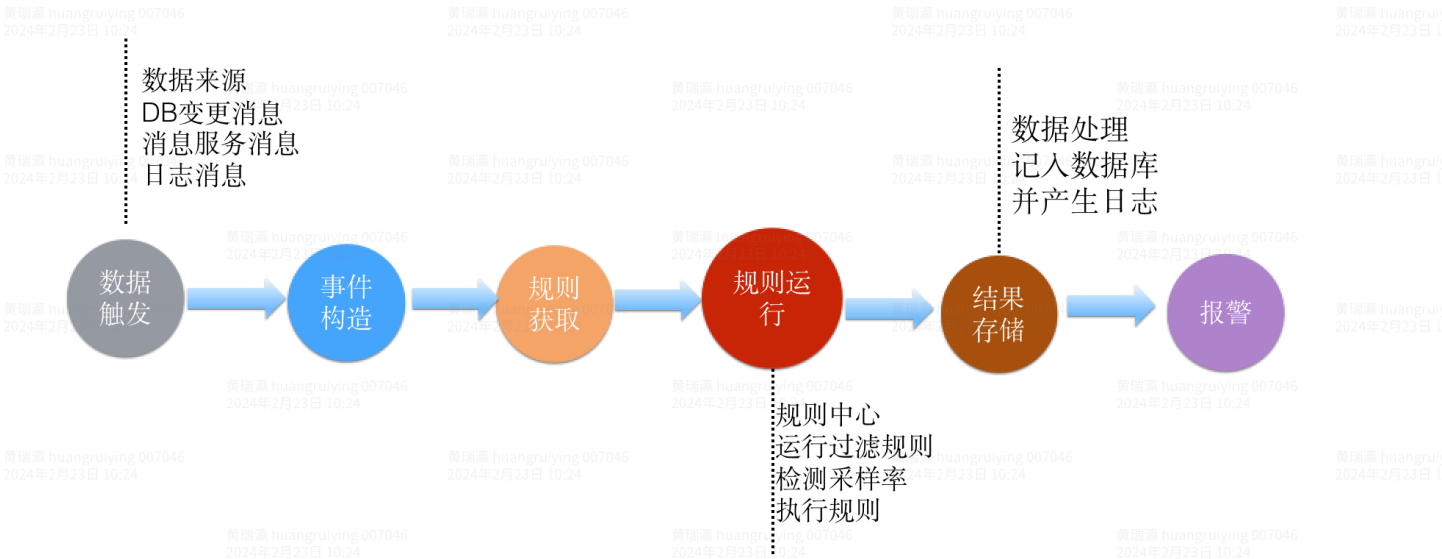 数据来源
DB变更消息
消息服务消息
日志消息
数据处理
记入数据库
并产生日志
数据
触发
事件
构造
规则
获取
规则运
行
结果
存储
报警
规则中心
运行过滤规则
检测采样率
执行规则
黄瑞瀛 huangruiying 007046
2024年2月23日 10:24